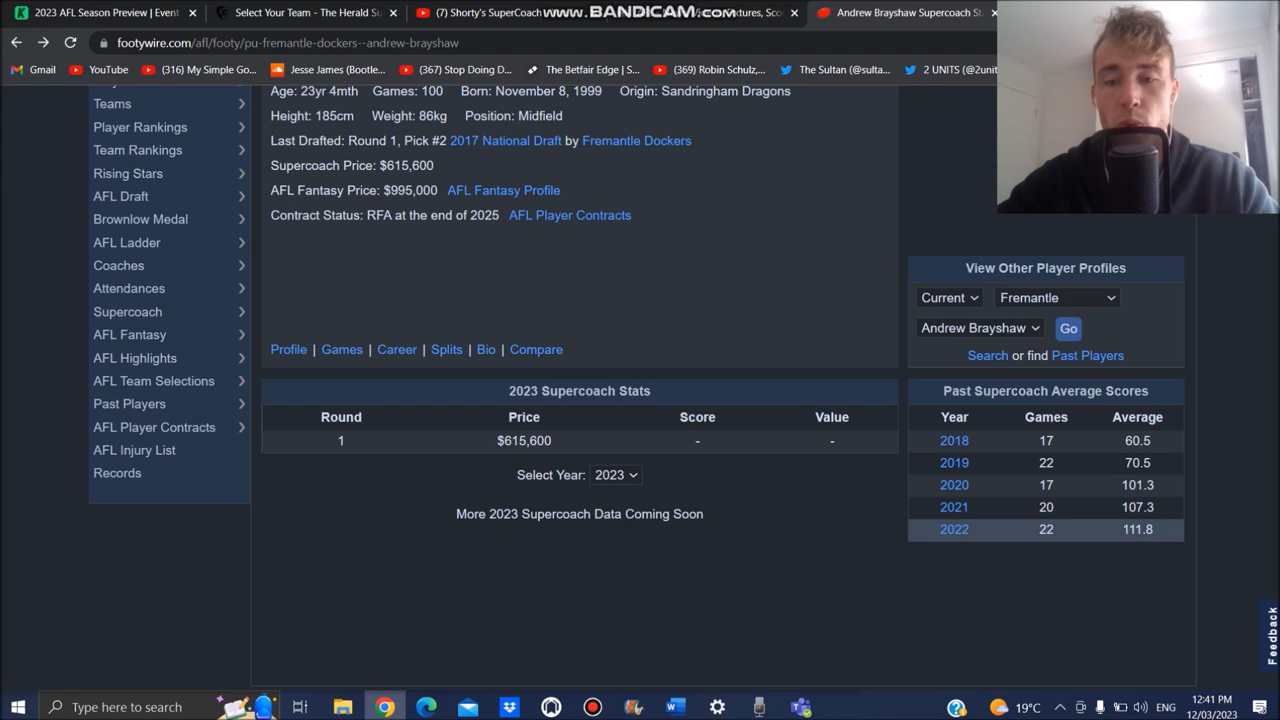 2023 AFL Season Preview | Event
Select Your Team - The Herald Su
(7) Shorty's SuperCoach
www.BANDICAM.com
xtures, Sco
Andrew Brayshaw Supercoach St
footywire.com/afl/footy/pu-fremantle-dockers--andrew-brayshaw
Gmail
YouTube
(316) My Simple Go...
Jesse James (Bootle...
(367) Stop Doing D...
The Betfair Edge | S...
(369) Robin Schulz,...
The Sultan (@sulta...
2 UNITS (@2unit
Teams
Player Rankings
Team Rankings
Rising Stars
AFL Draft
Brownlow Medal
AFL Ladder
Coaches
Attendances
Supercoach
AFL Fantasy
AFL Highlights
AFL Team Selections
Past Players
AFL Player Contracts
AFL Injury List
Records
Age: 23yr 4mth Games: 100 Born: November 8, 1999 Origin: Sandringham Dragons
Height: 185cm Weight: 86kg Position: Midfield
Last Drafted: Round 1, Pick #2 2017 National Draft by Fremantle Dockers
Supercoach Price: $615,600
AFL Fantasy Price: $995,000 AFL Fantasy Profile
Contract Status: RFA at the end of 2025 AFL Player Contracts
Profile | Games | Career | Splits | Bio | Compare
2023 Supercoach Stats
Round Price Score Value
1 $615,600 - -
Select Year: 2023
More 2023 Supercoach Data Coming Soon
View Other Player Profiles
Current Fremantle
Andrew Brayshaw Go
Search or find Past Players
Past Supercoach Average Scores
Year Games Average
2018 17 60.5
2019 22 70.5
2020 17 101.3
2021 20 107.3
2022 22 111.8
Feedback
Type here to search
19°C
ENG
12:41 PM
12/03/2023